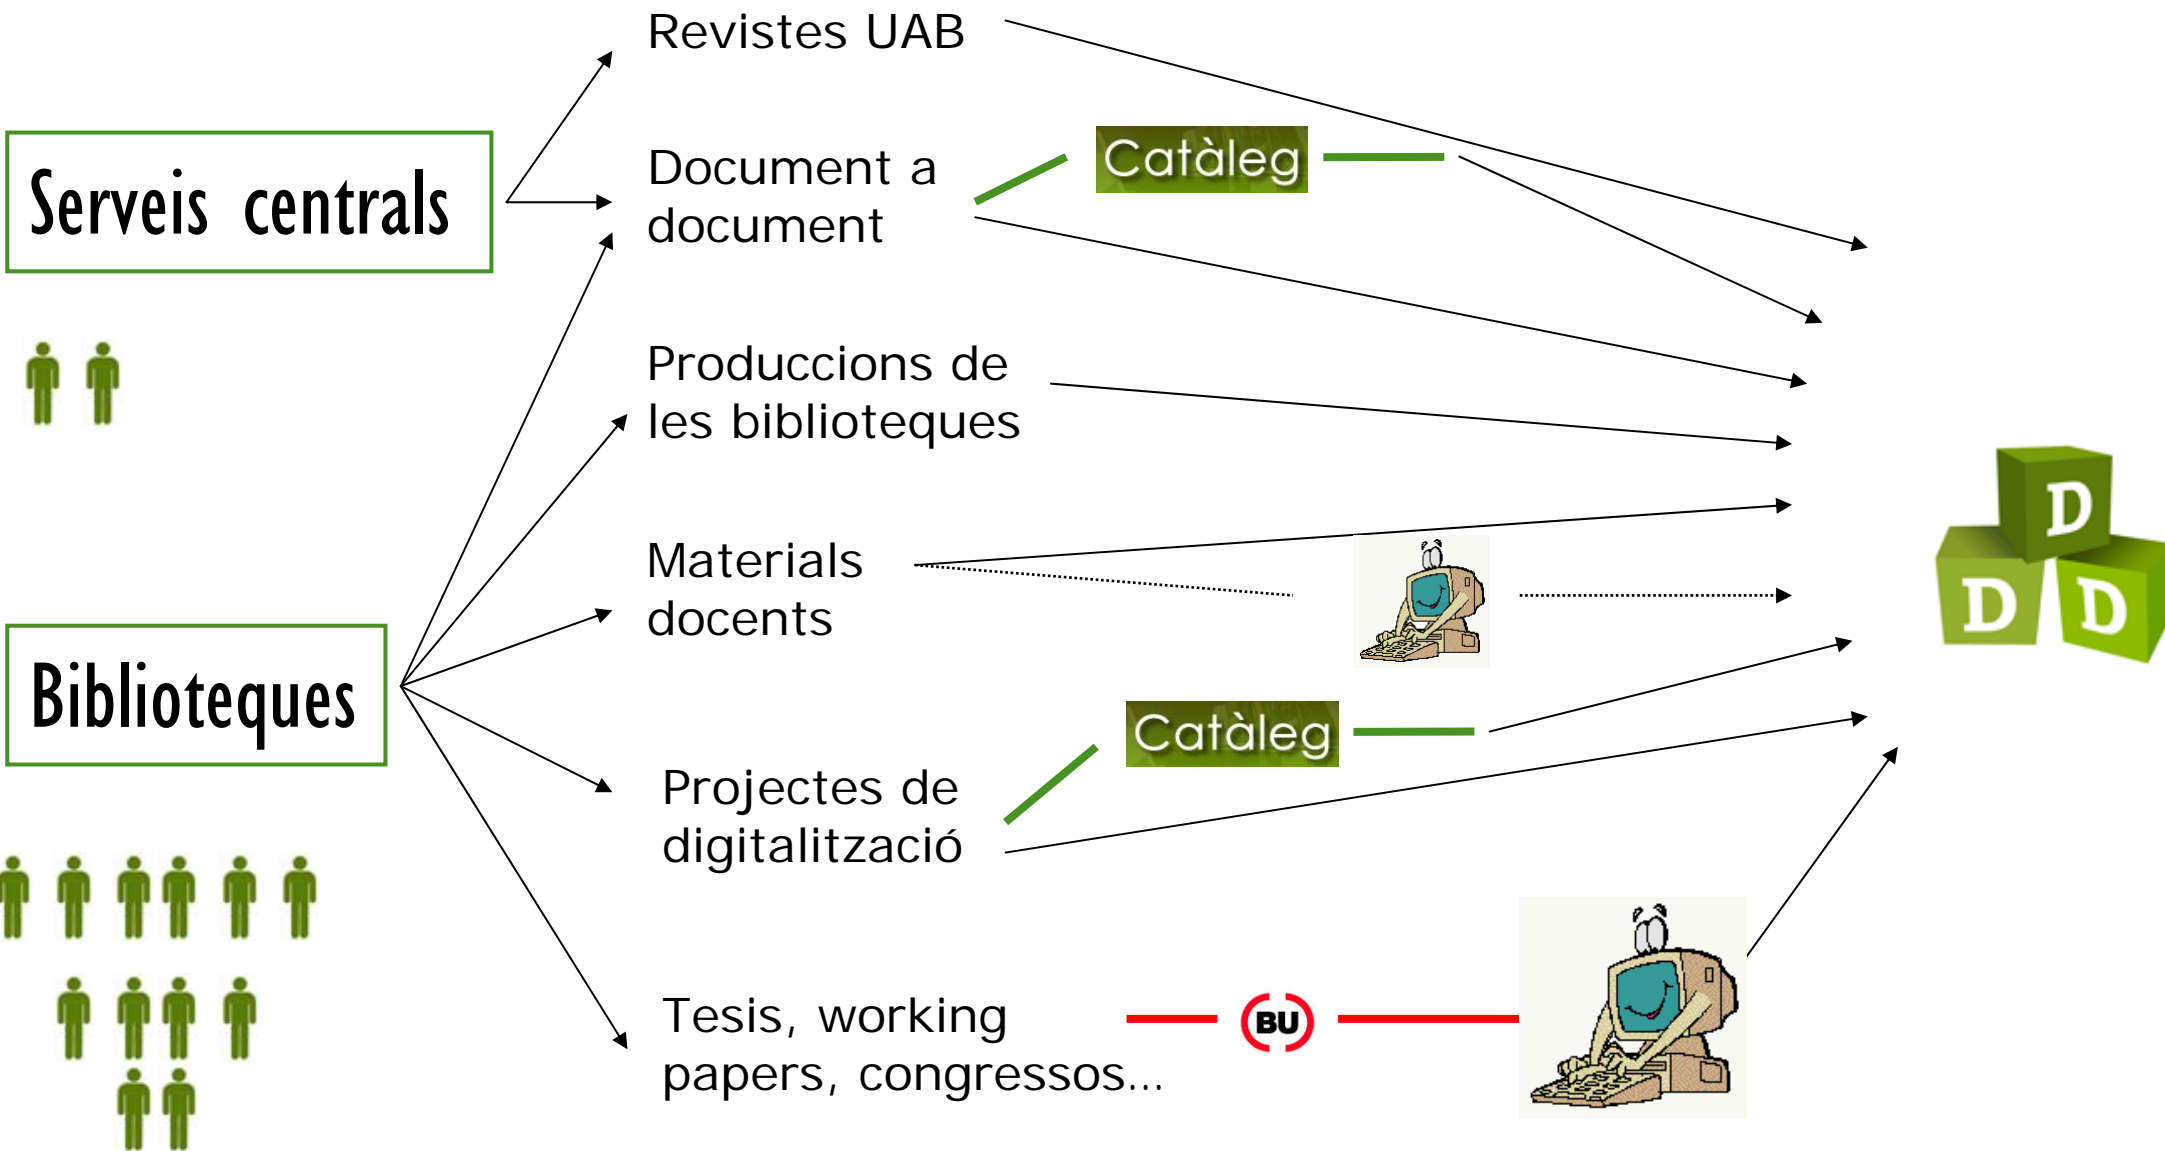 Revistes UAB
Serveis centrals
Document a
document
Catàleg
Produccions de
les biblioteques
Materials
docents
D
D
D
Biblioteques
Catàleg
Projectes de
digitalització
Tesis, working
papers, congressos...
BU